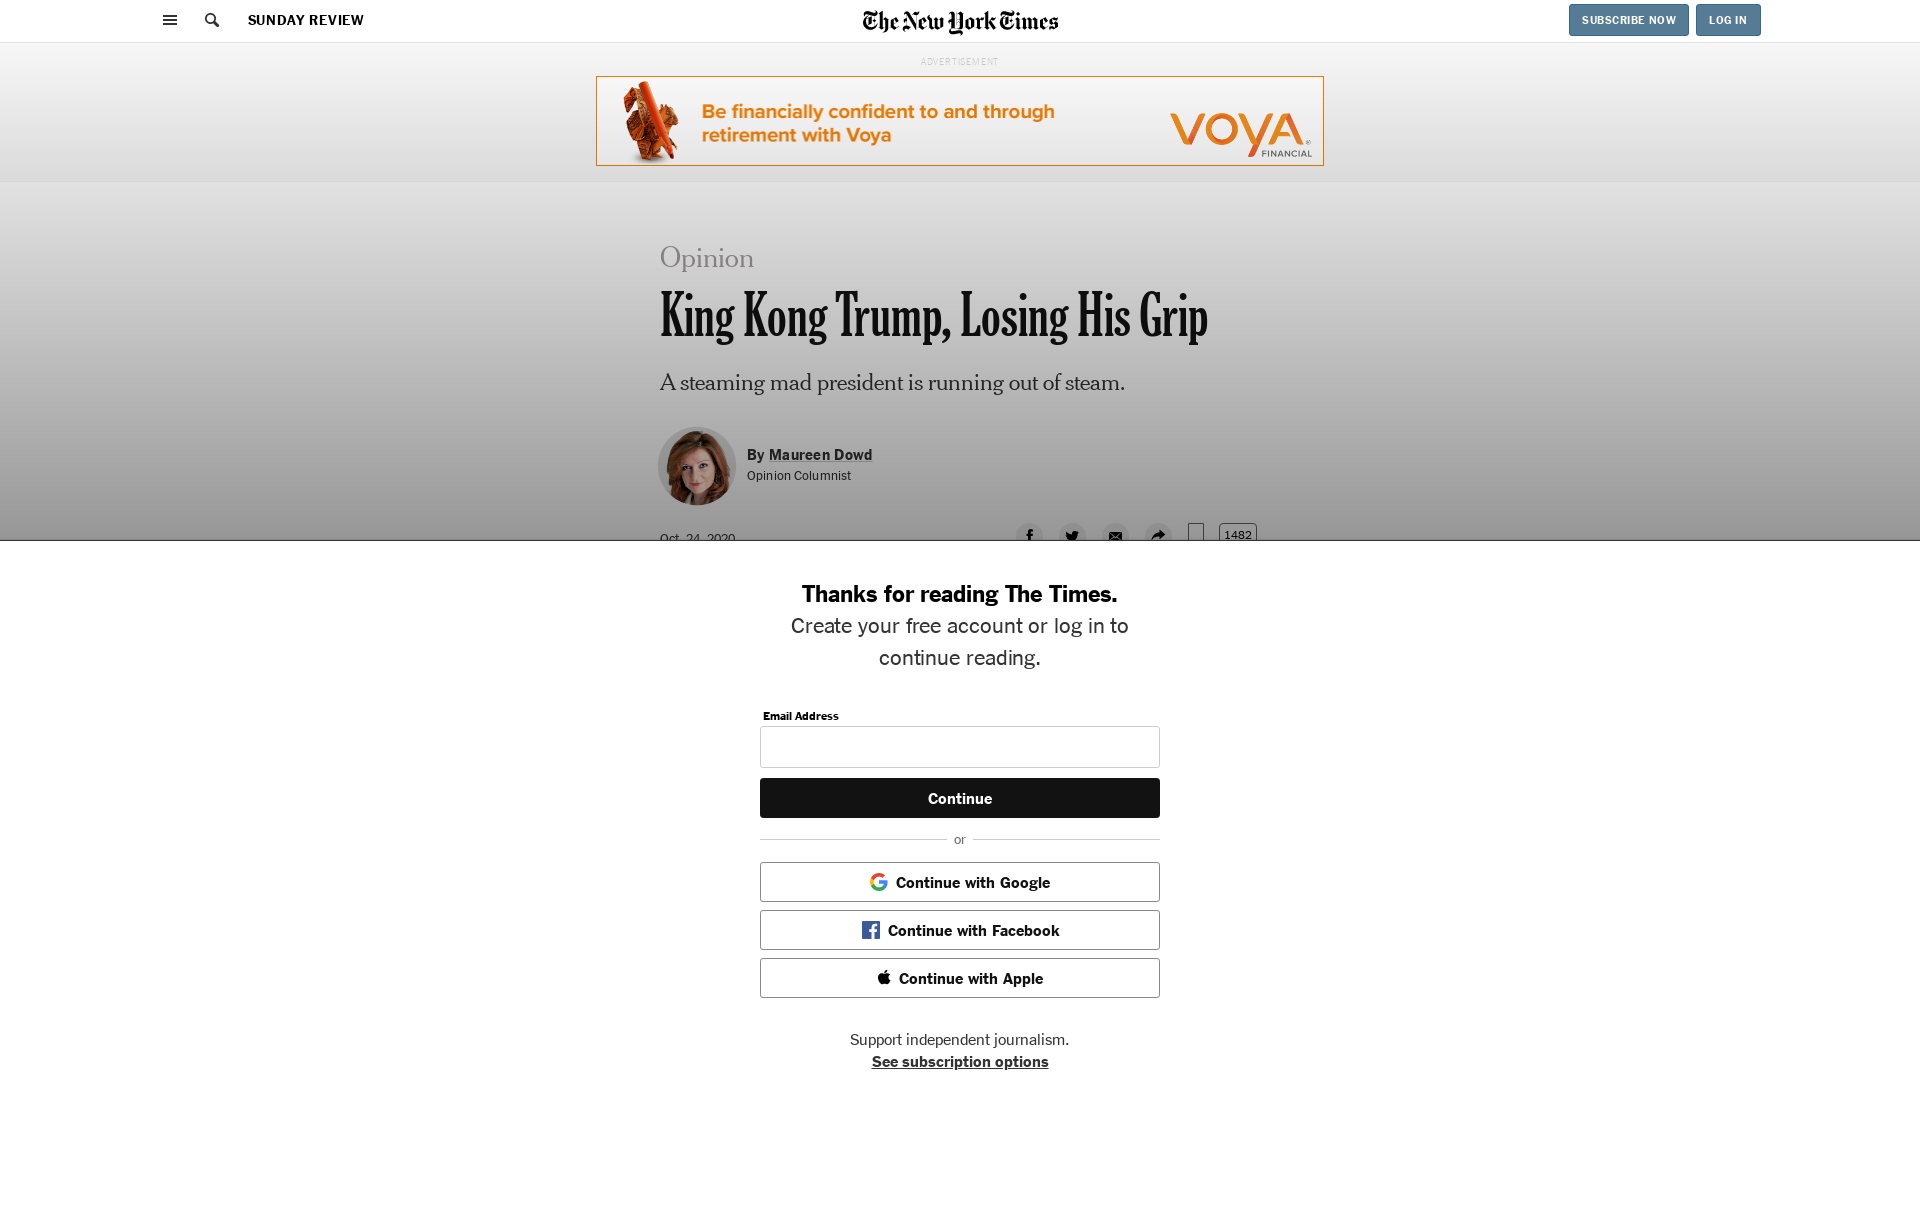 SUNDAY REVIEW
The New York Times
SUBSCRIBE NOW
LOG IN
ADVERTISEMENT
Be financially confident to and through
retirement with Voya
VOYA
FINANCIAL
Opinion
King Kong Trump, Losing His Grip
A steaming mad president is running out of steam.
By Maureen Dowd
Opinion Columnist
Oct. 24, 2020
1482
Thanks for reading The Times.
Create your free account or log in to
continue reading.
Email Address
Continue
or
Continue with Google
Continue with Facebook
Continue with Apple
Support independent journalism.
See subscription options